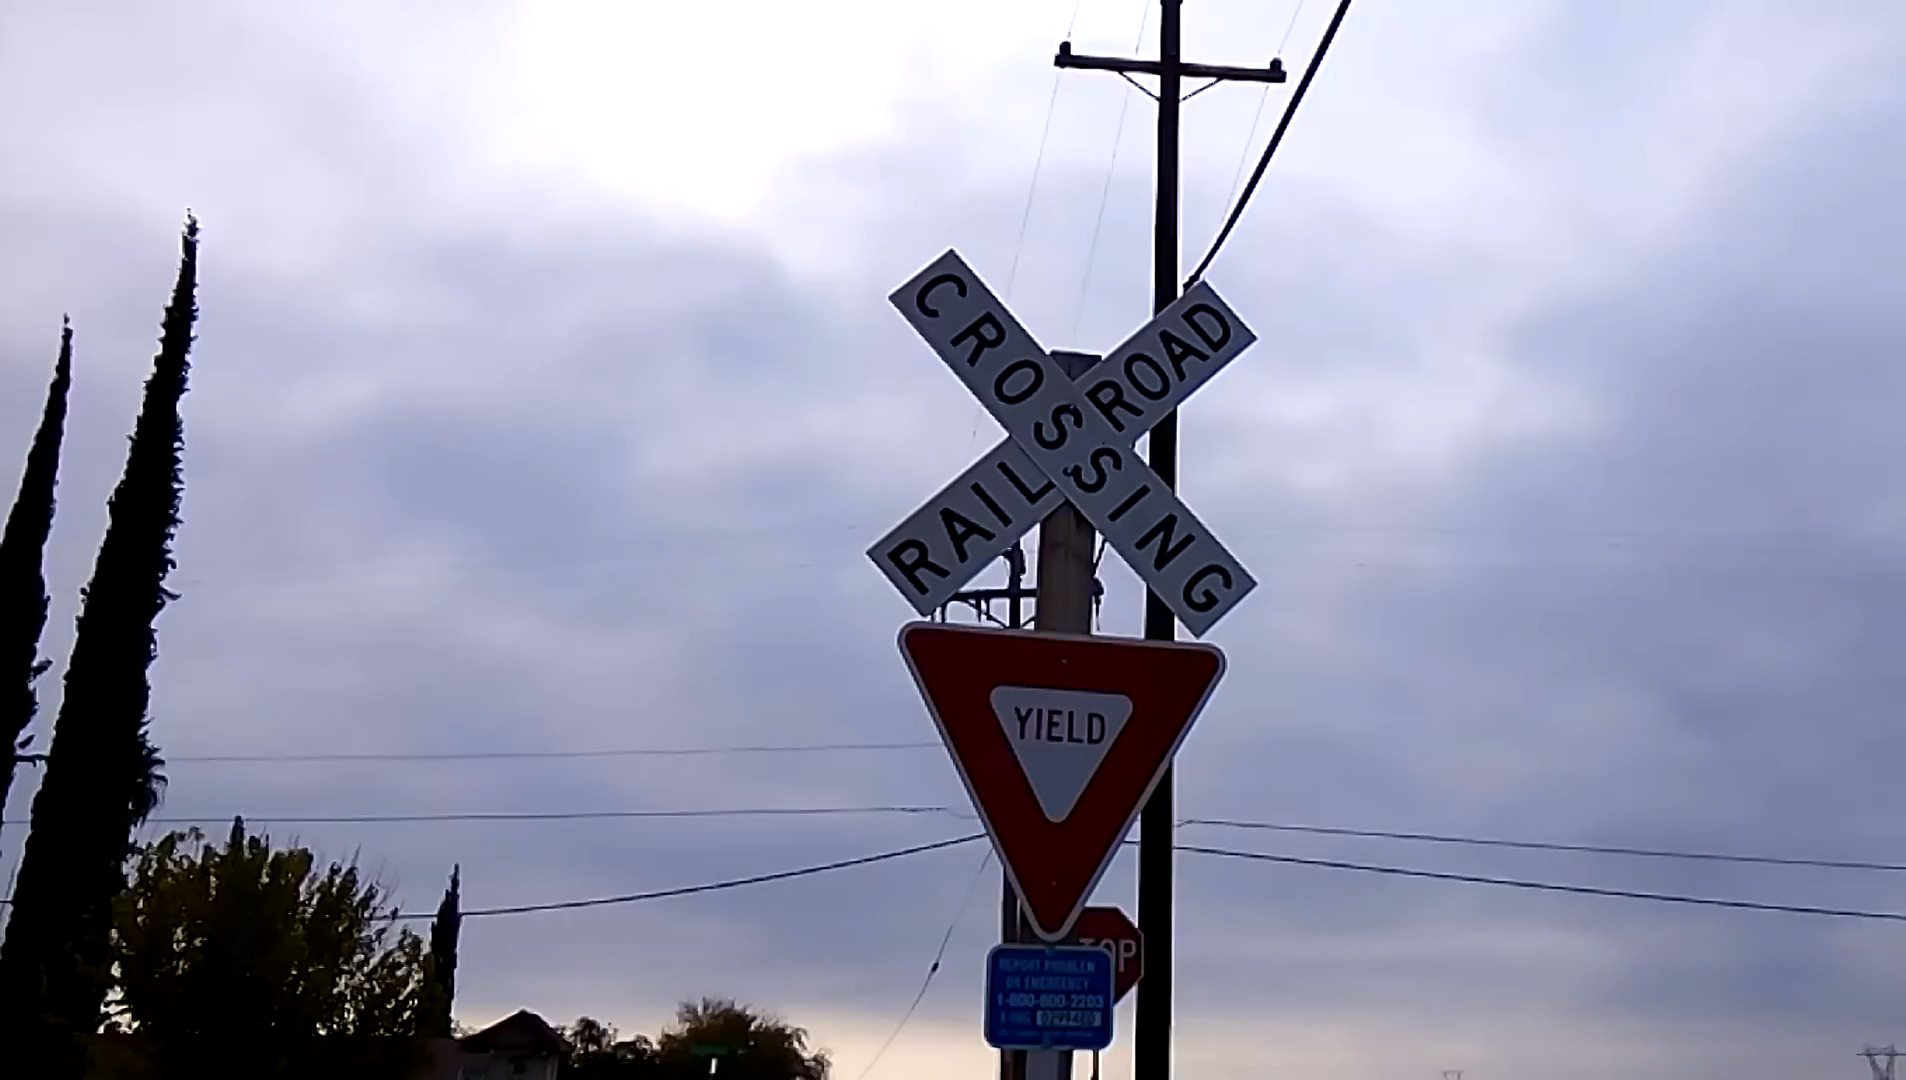 RAILROAD
CROSSING
YIELD
TOP
REPORT PROBLEM
OR EMERGENCY
1-800-800-2203